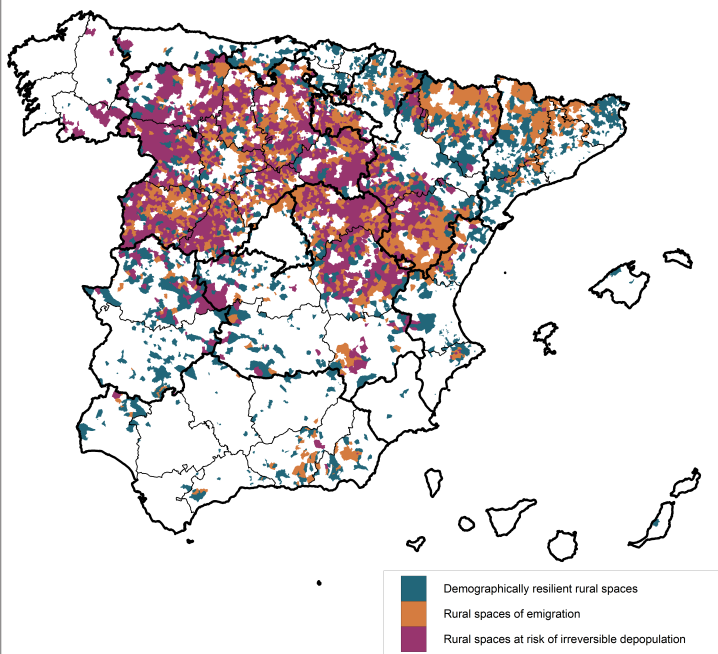 Demographically resilient rural spaces
Rural spaces of emigration
Rural spaces at risk of irreversible depopulation